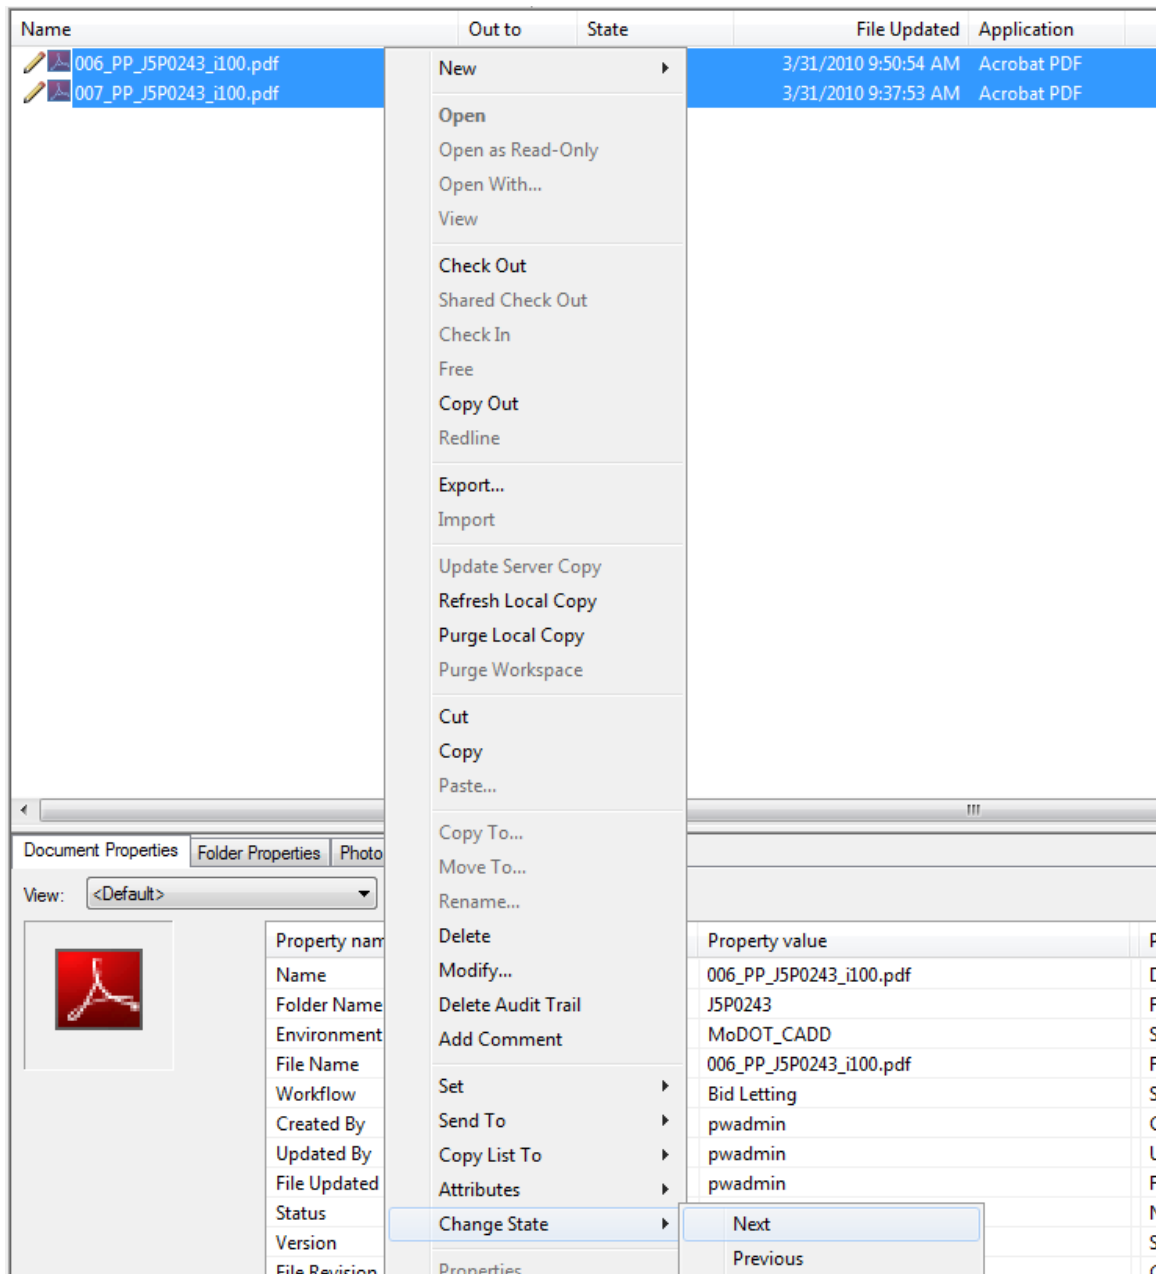 Name Out to State File Updated Application
006_PP_J5P0243_i100.pdf 3/31/2010 9:50:54 AM Acrobat PDF
007_PP_J5P0243_i100.pdf 3/31/2010 9:37:53 AM Acrobat PDF
New
Open
Open as Read-Only
Open With...
View
Check Out
Shared Check Out
Check In
Free
Copy Out
Redline
Export...
Import
Update Server Copy
Refresh Local Copy
Purge Local Copy
Purge Workspace
Cut
Copy
Paste...
Copy To...
Move To...
Rename...
Delete
Modify...
Delete Audit Trail
Add Comment
Set
Send To
Copy List To
Attributes
Change State
Properties
Next
Previous
Document Properties Folder Properties Photo
View: <Default>
Property nam Property value
Name 006_PP_J5P0243_i100.pdf
Folder Name J5P0243
Environment MoDOT_CADD
File Name 006_PP_J5P0243_i100.pdf
Workflow Bid Letting
Created By pwadmin
Updated By pwadmin
File Updated pwadmin
Status
Version
File Revision